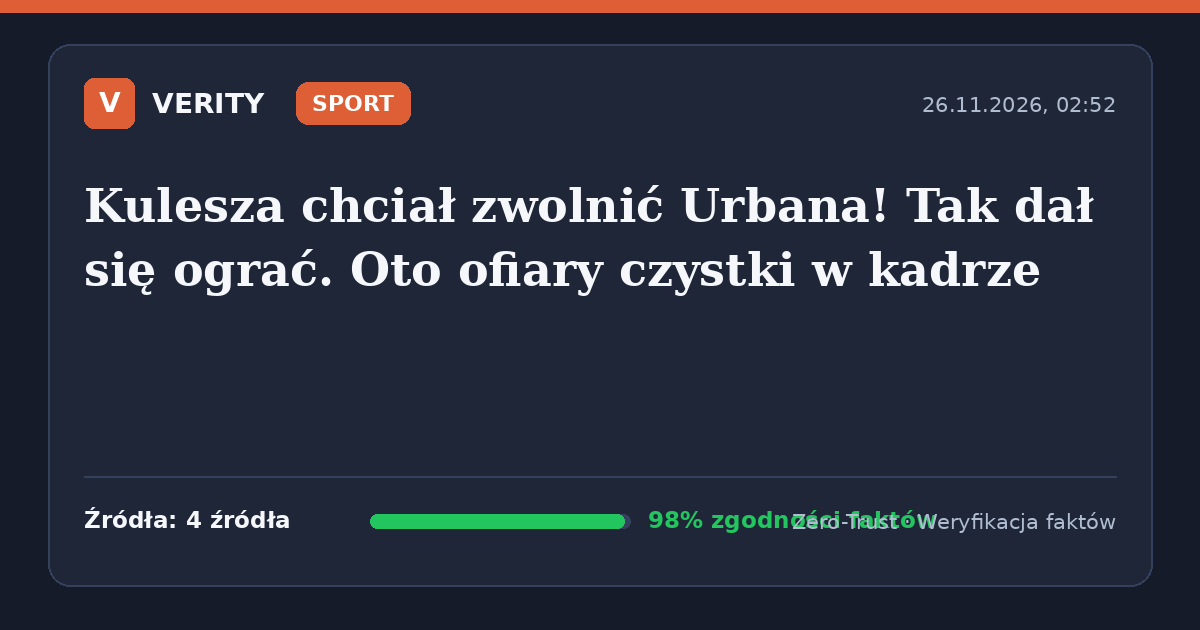 V VERITY SPORT 26.11.2026, 02:52
Kulesza chciał zwolnić Urbana! Tak dał
się ograć. Oto ofiary czystki w kadrze
Źródła: 4 źródła 98% zgodności faktów Zero-Trust · Weryfikacja faktów